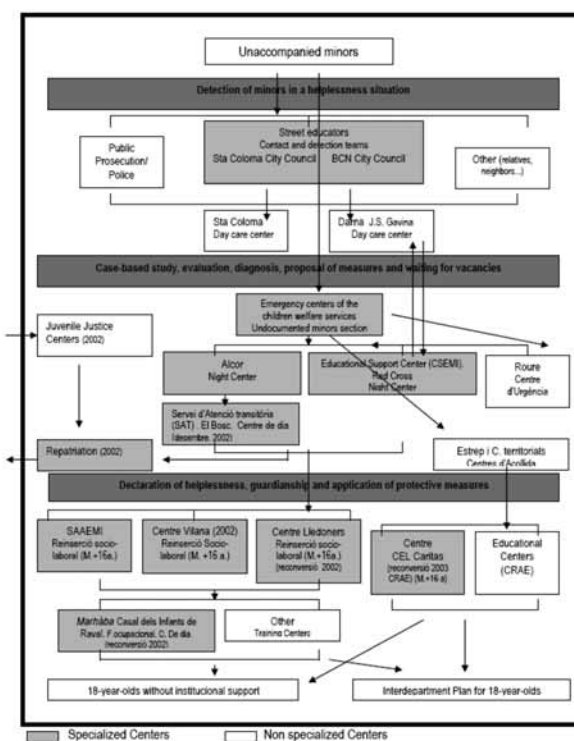 Unaccompanied minors
Detection of minors in a helplessness situation
Public
Prosecution/
Police
Street educators
Contact and detection teams
Sta Coloma City Council BCN City Council
Other (relatives,
neighbors...)
Sta Coloma
Day care center
Darna J.S. Gavina
Day care center
Case-based study, evaluation, diagnosis, proposal of measures and waiting for vacancies
Juvenile Justice
Centers (2002)
Emergency centers of the
children welfare services
Undocumented minors section
Alcor
Night Center
Educational Support Center (CSEMI).
Red Cross
Night Center
Roure
Centre
d'Urgència
Servei d'Atenció transitòria
(SAT) . El Bosc. Centre de dia
(desembre. 2002)
Repatriation (2002)
Estrep i C. territorials
Centres d'Acollida
Declaration of helplessness, guardianship and application of protective measures
SAAEMI
Reinserció socio-
laboral (M.+16a.)
Centre Vilana (2002)
Reinserció Socio-
laboral (M. +16 a.)
Centre Lledoners
Reinserció socio-
laboral (M.+16a.)
(reconversió 2002)
Centre
CEL Caritas
(reconversió 2003
CRAE) (M.+16 a)
Educational
Centers
(CRAE)
Marhàba Casal dels Infants de
Raval. F ocupacional. C. De dia.
(reconversió 2002)
Other
Training Centers
18-year-olds without institutional support
Interdepartment Plan for 18-year-olds
Specialized Centers
Non specialized Centers